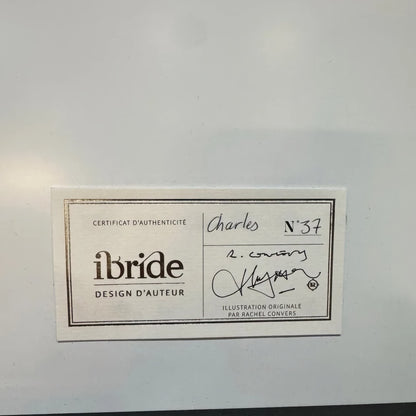 CERTIFICAT D'AUTHENTICITÉ
ibride
DESIGN D'AUTEUR
Charles N° 37
R. CONVERS
ILLUSTRATION ORIGINALE
PAR RACHEL CONVERS